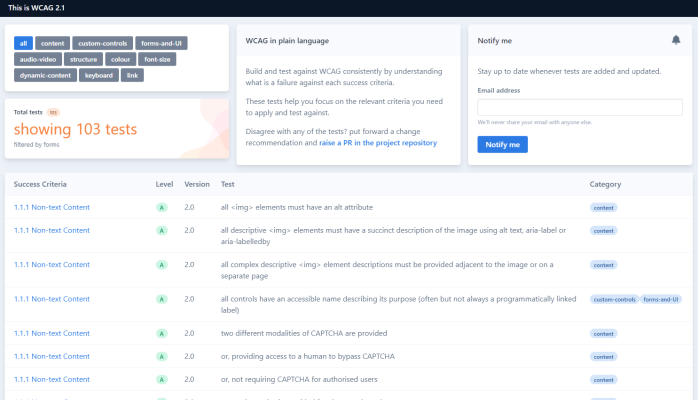 This is WCAG 2.1
all content custom-controls forms-and-UI
audio-video structure colour font-size
dynamic-content keyboard link
Total tests 103
showing 103 tests
filtered by forms
WCAG in plain language
Build and test against WCAG consistently by understanding
what is a failure against each success criteria.
These tests help you focus on the relevant criteria you need
to apply and test against.
Disagree with any of the tests? put forward a change
recommendation and raise a PR in the project repository
Notify me
Stay up to date whenever tests are added and updated.
Email address
We'll never share your email with anyone else.
Notify me
Success Criteria Level Version Test Category
1.1.1 Non-text Content A 2.0 all <img> elements must have an alt attribute content
1.1.1 Non-text Content A 2.0 all descriptive <img> elements must have a succinct description of the image using alt text, aria-label or content
aria-labelledby
1.1.1 Non-text Content A 2.0 all complex descriptive <img> element descriptions must be provided adjacent to the image or on a content
separate page
1.1.1 Non-text Content A 2.0 all controls have an accessible name describing its purpose (often but not always a programmatically linked custom-controls forms-and-UI
label)
1.1.1 Non-text Content A 2.0 two different modalities of CAPTCHA are provided content
1.1.1 Non-text Content A 2.0 or, providing access to a human to bypass CAPTCHA content
1.1.1 Non-text Content A 2.0 or, not requiring CAPTCHA for authorised users content